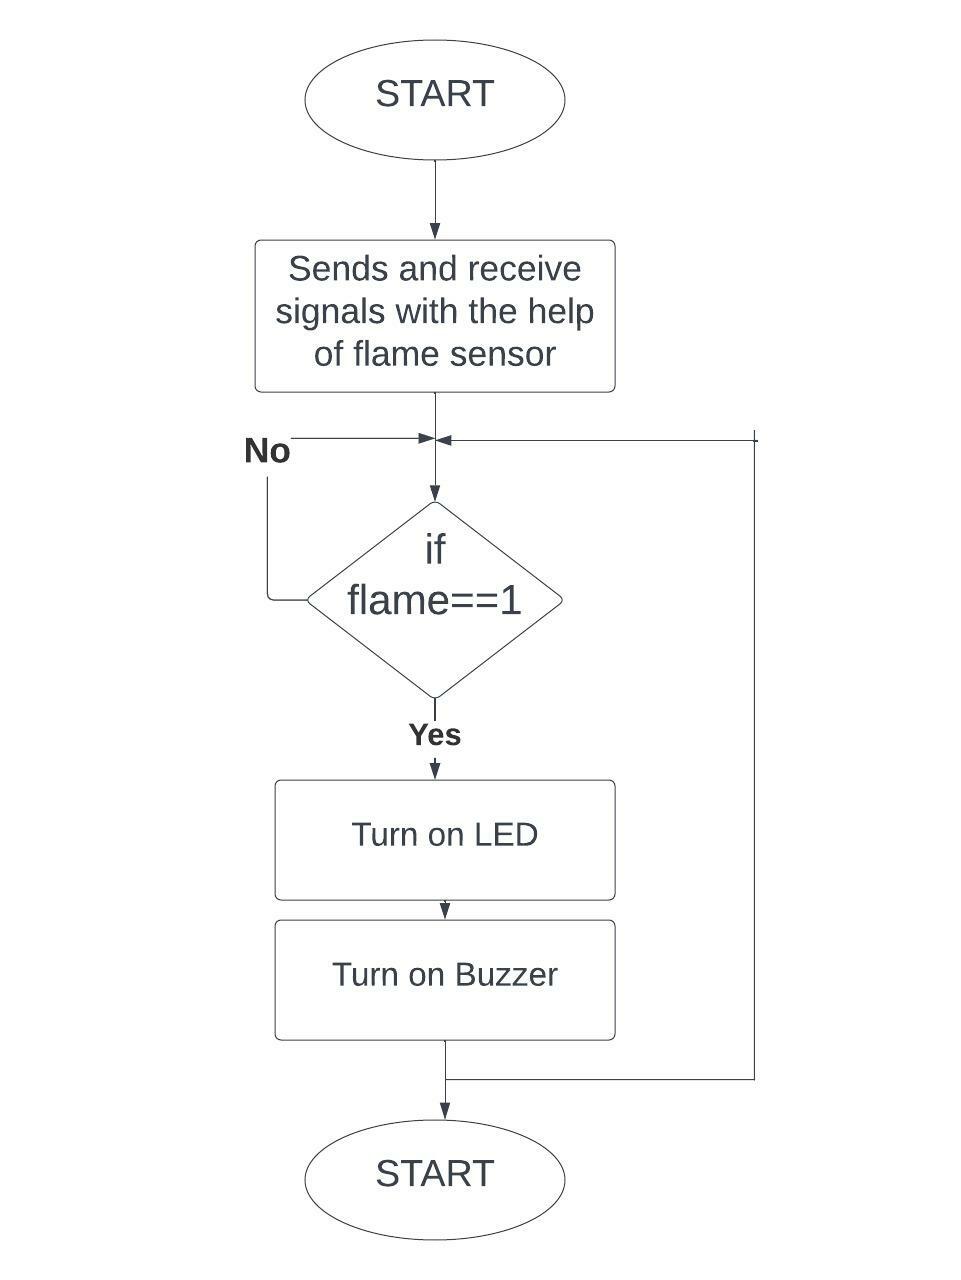 START
Sends and receive
signals with the help
of flame sensor
No
if
flame==1
Yes
Turn on LED
Turn on Buzzer
START